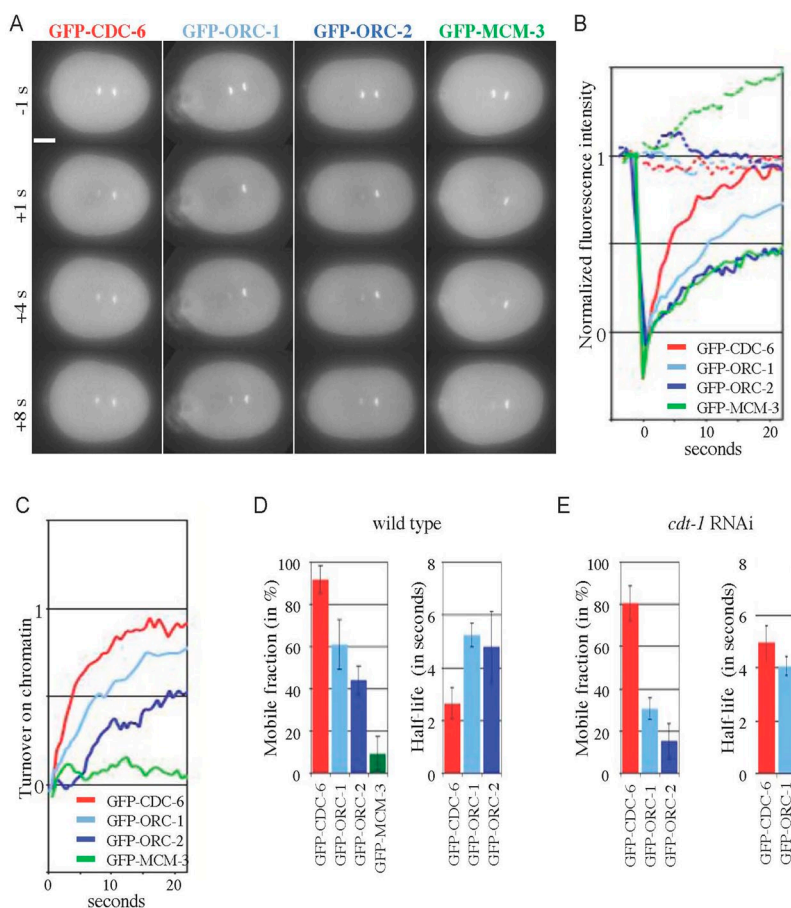 A
GFP-CDC-6
GFP-ORC-1
GFP-ORC-2
GFP-MCM-3
-1 s
+1 s
+4 s
+8 s
B
Normalized fluorescence intensity
1
0
GFP-CDC-6
GFP-ORC-1
GFP-ORC-2
GFP-MCM-3
0
10
20
seconds
C
Turnover on chromatin
1
0
GFP-CDC-6
GFP-ORC-1
GFP-ORC-2
GFP-MCM-3
0
10
20
seconds
D
wild type
Mobile fraction (in %)
100
80
60
40
20
0
GFP-CDC-6
GFP-ORC-1
GFP-ORC-2
GFP-MCM-3
Half-life (in seconds)
8
6
4
2
0
GFP-CDC-6
GFP-ORC-1
GFP-ORC-2
E
cdt-1 RNAi
Mobile fraction (in %)
100
80
60
40
20
0
GFP-CDC-6
GFP-ORC-1
GFP-ORC-2
Half-life (in seconds)
8
6
4
2
0
GFP-CDC-6
GFP-ORC-1